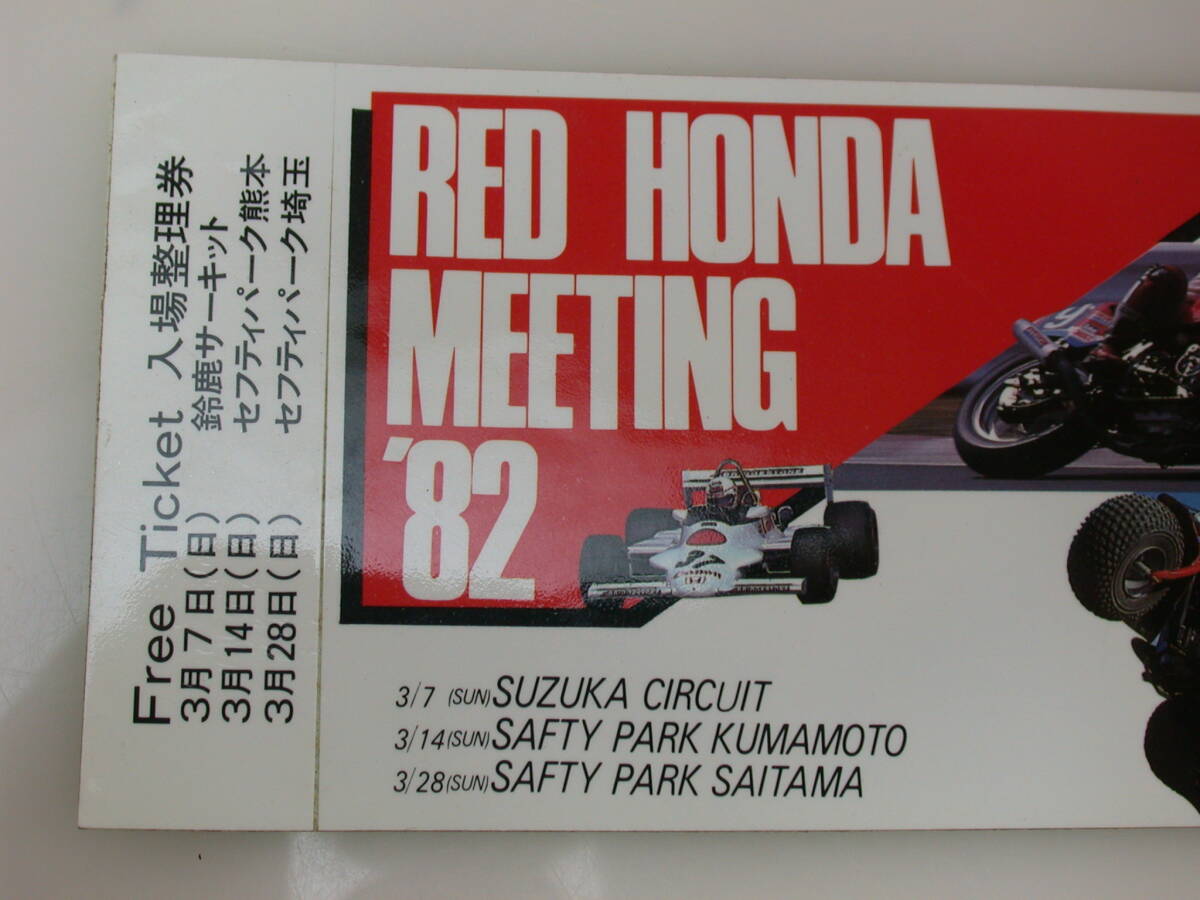 Free Ticket 入場整理券
3月7日(日) 鈴鹿サーキット
3月14日(日) セフティパーク熊本
3月28日(日) セフティパーク埼玉
RED HONDA
MEETING
'82
BRIDGESTONE
3/7 (SUN) SUZUKA CIRCUIT
3/14 (SUN) SAFTY PARK KUMAMOTO
3/28 (SUN) SAFTY PARK SAITAMA